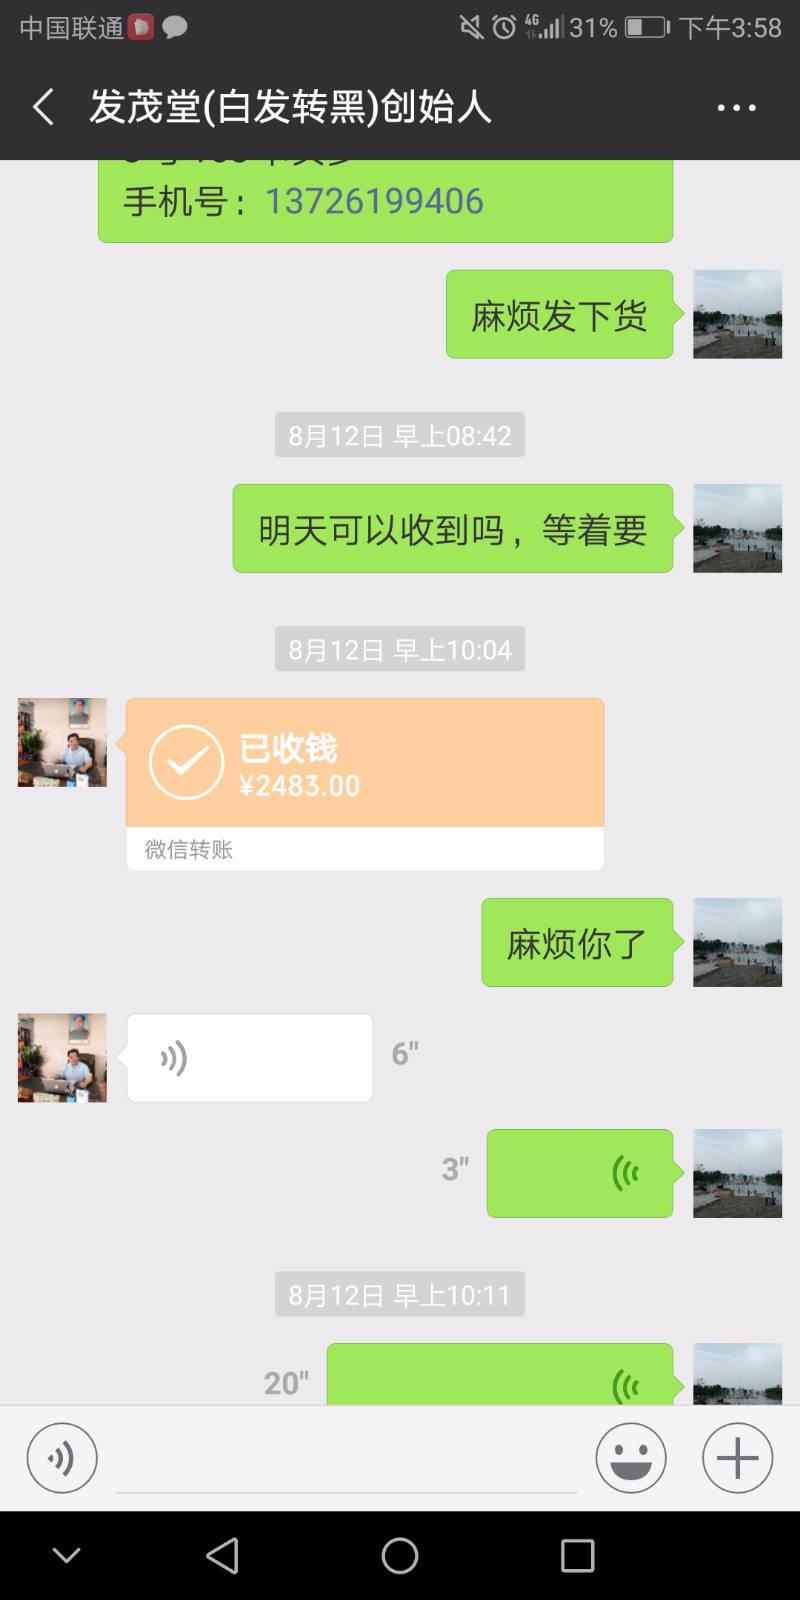 中国联通
4G
31%
下午3:58
发茂堂(白发转黑)创始人
手机号：13726199406
麻烦发下货
8月12日 早上08:42
明天可以收到吗，等着要
8月12日 早上10:04
已收钱
¥2483.00
微信转账
麻烦你了
6"
3"
8月12日 早上10:11
20"